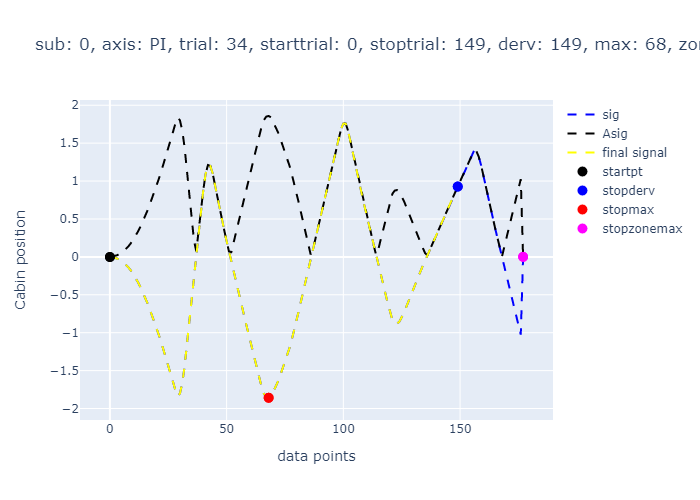 sub: 0, axis: PI, trial: 34, starttrial: 0, stoptrial: 149, derv: 149, max: 68, zo
2
1.5
1
0.5
0
−0.5
−1
−1.5
−2
Cabin position
0
50
100
150
data points
sig
Asig
final signal
startpt
stopderv
stopmax
stopzonemax